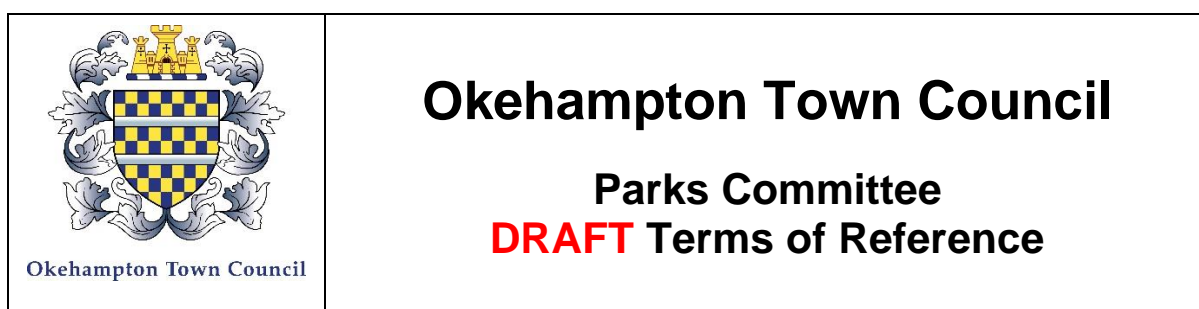 Okehampton Town Council
Okehampton Town Council
Parks Committee
DRAFT Terms of Reference